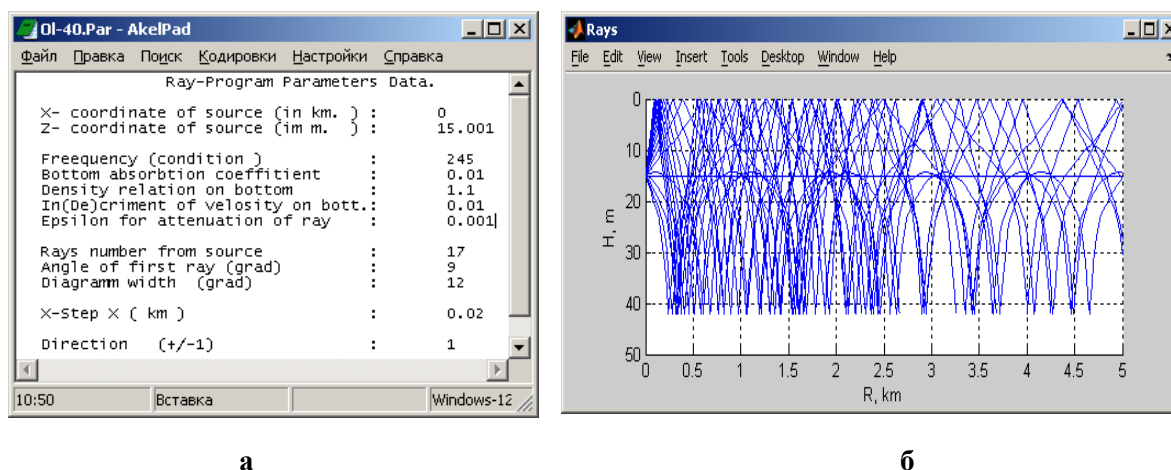 Ol-40.Par - AkelPad
Файл Правка Поиск Кодировки Настройки Справка
Ray-Program Parameters Data.
X- coordinate of source (in km. ) : 0
Z- coordinate of source (im m. ) : 15.001
Freequency (condition ) : 245
Bottom absorbtion coeffitient : 0.01
Density relation on bottom : 1.1
In(De)criment of velosity on bott.: 0.01
Epsilon for attenuation of ray : 0.001
Rays number from source : 17
Angle of first ray (grad) : 9
Diagramm width (grad) : 12
X-Step X ( km ) : 0.02
Direction (+/-1) : 1
10:50 Вставка Windows-12
а
Rays
File Edit View Insert Tools Desktop Window Help
0
10
20
30
40
50
H, m
0 0.5 1 1.5 2 2.5 3 3.5 4 4.5 5
R, km
б